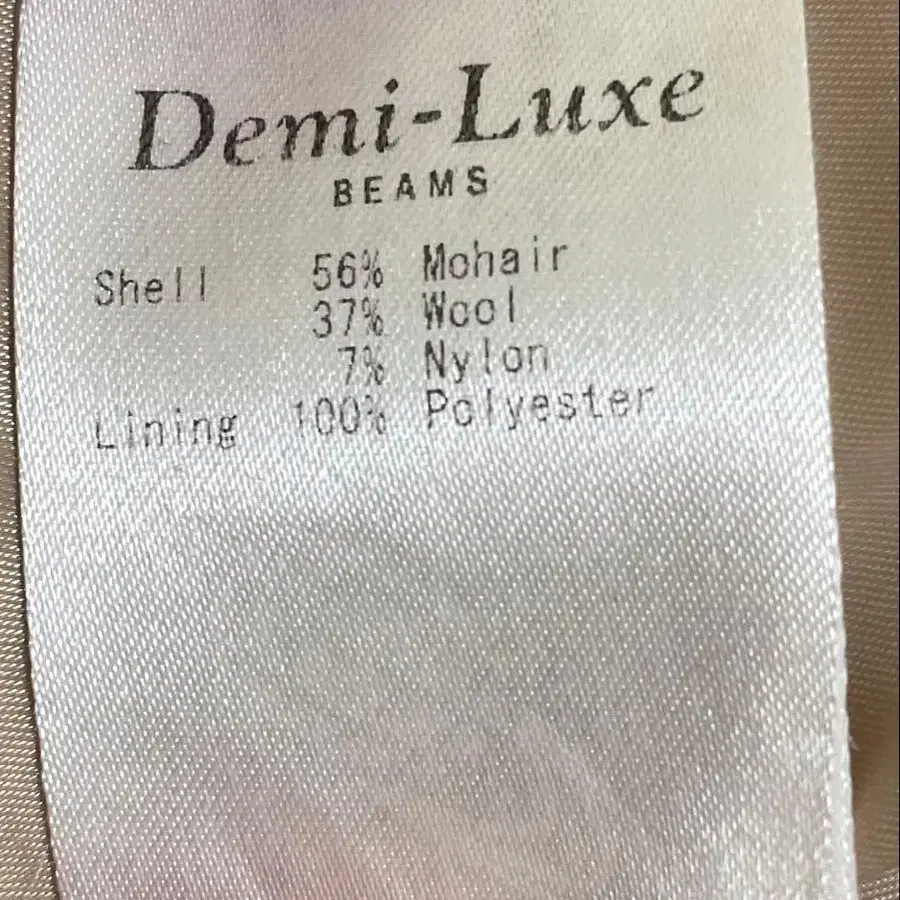 Demi-Luxe
BEAMS
Shell 56% Mohair
37% Wool
7% Nylon
Lining 100% Polyester